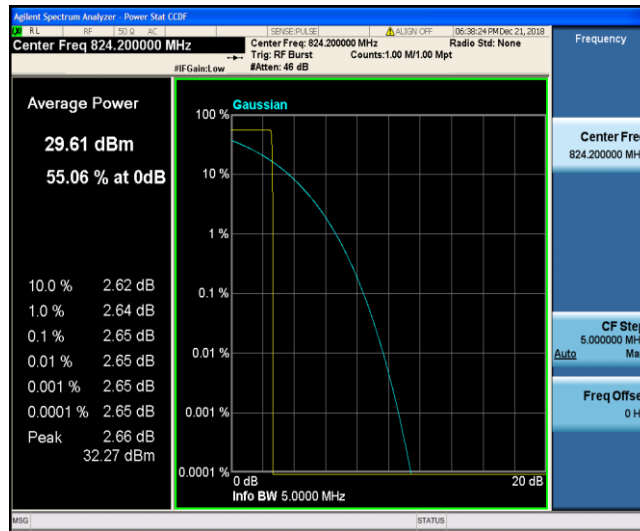 Agilent Spectrum Analyzer - Power Stat CCDF
RL RF 50 Ω AC SENSE:PULSE ALIGN OFF 06:38:24 PM Dec 21, 2018
Center Freq 824.200000 MHz
Center Freq: 824.200000 MHz Radio Std: None
Trig: RF Burst Counts:1.00 M/1.00 Mpt
#IFGain:Low #Atten: 46 dB
Frequency
Average Power
29.61 dBm
55.06 % at 0dB
10.0 % 2.62 dB
1.0 % 2.64 dB
0.1 % 2.65 dB
0.01 % 2.65 dB
0.001 % 2.65 dB
0.0001 % 2.65 dB
Peak 2.66 dB
32.27 dBm
Gaussian
100 %
10 %
1 %
0.1 %
0.01 %
0.001 %
0.0001 %
0 dB 20 dB
Info BW 5.0000 MHz
Center Fre
824.200000 MH
CF Step
5.000000 MH
Auto Ma
Freq Offse
0 H
MSG STATUS